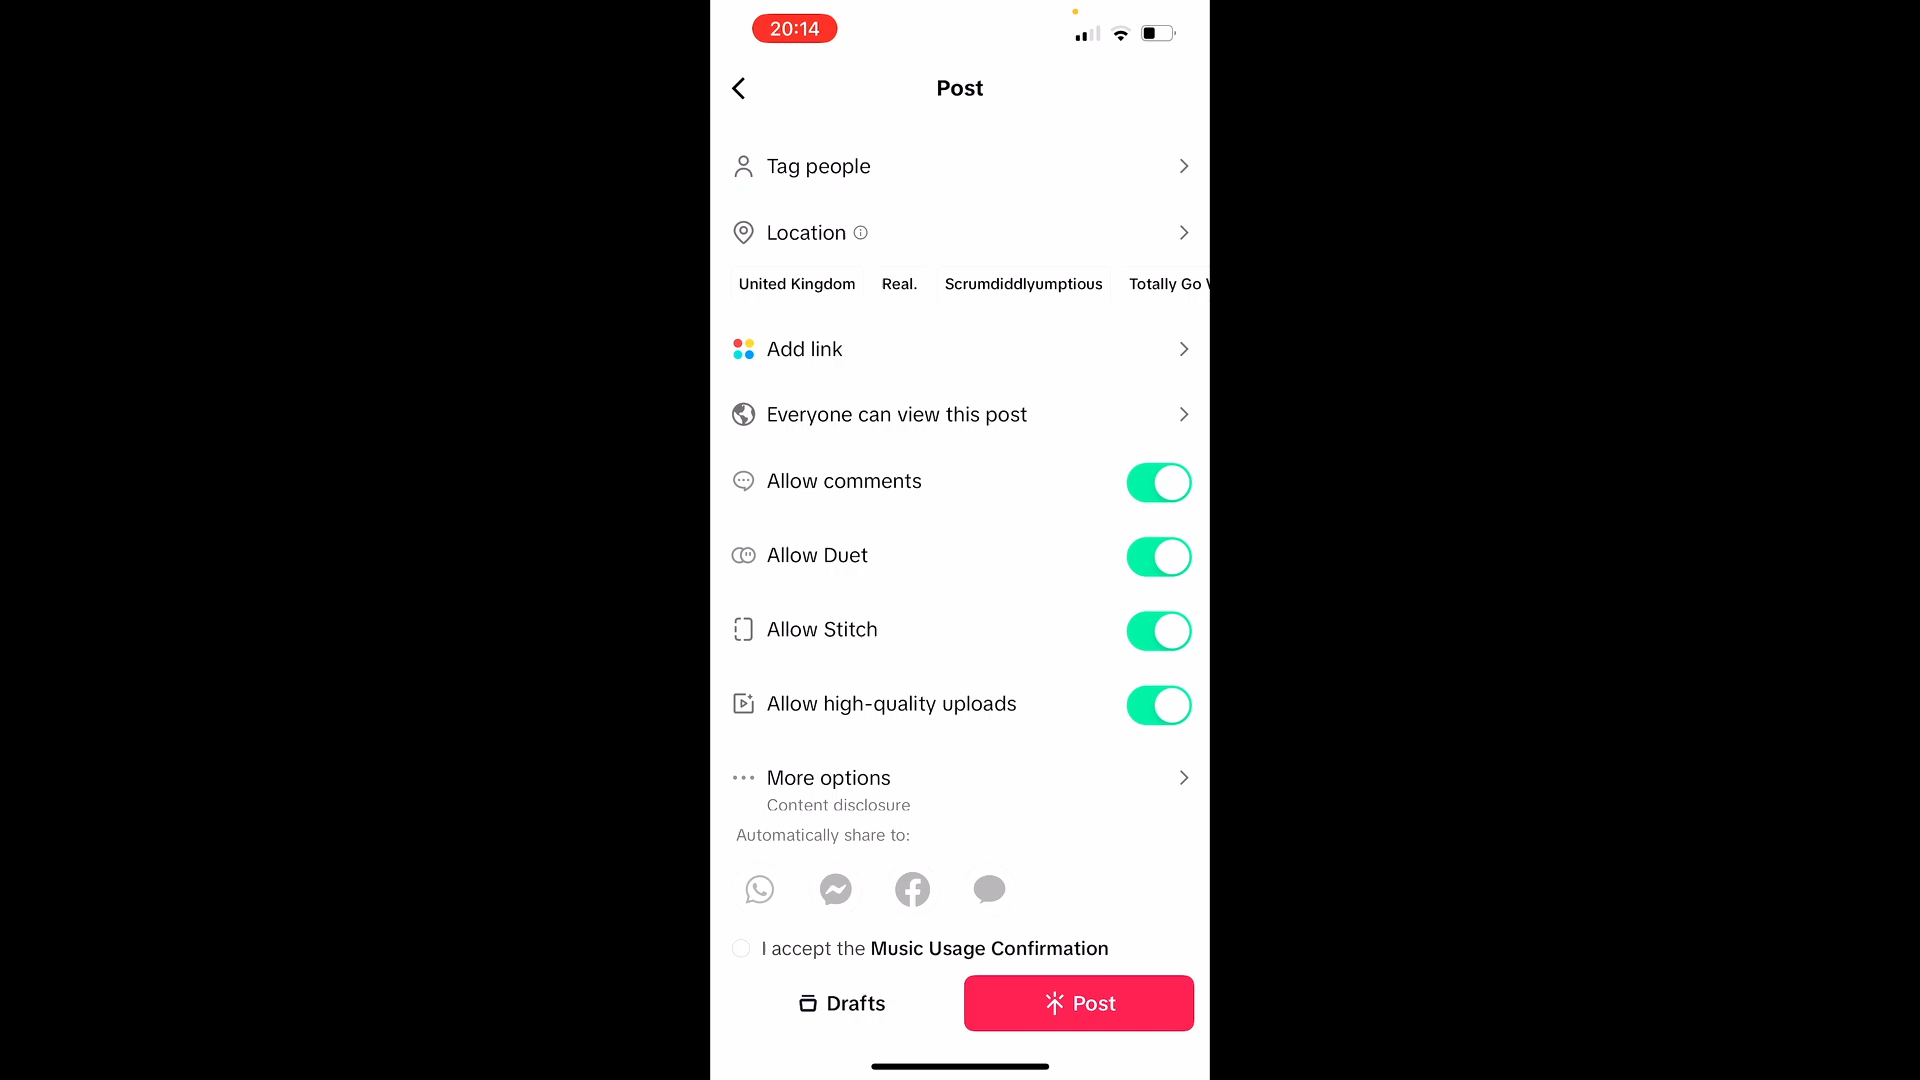 20:14
Post
Tag people
Location
United Kingdom Real. Scrumdiddlyumptious Totally Go
Add link
Everyone can view this post
Allow comments
Allow Duet
Allow Stitch
Allow high-quality uploads
More options
Content disclosure
Automatically share to:
I accept the Music Usage Confirmation
Drafts Post